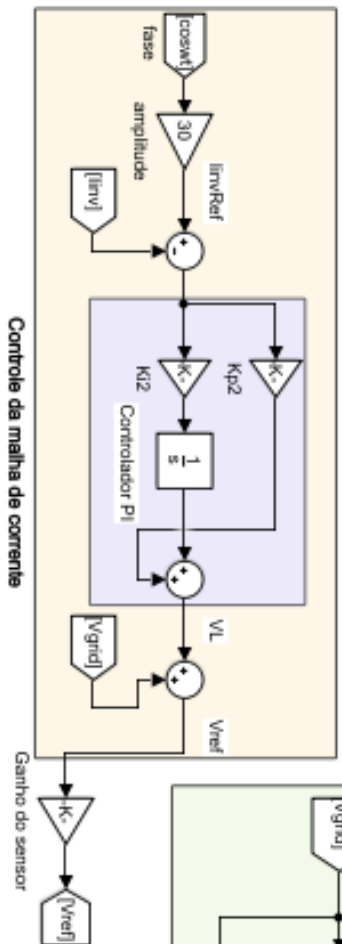 [coswt]
fase
30
amplitude
IinvRef
[Iinv]
+
-
-K-
Kp2
-K-
Ki2
1
s
Controlador PI
+
+
VL
[Vgrid]
+
+
Vref
Controle da malha de corrente
-K-
Ganho do sensor
[Vref]
[Vgrid]